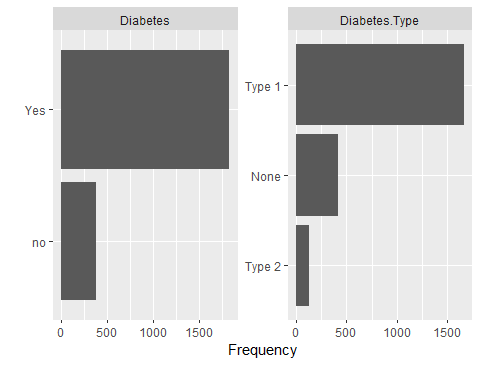 Diabetes
Diabetes.Type
Yes
no
Type 1
None
Type 2
0 500 1000 1500
0 500 1000 1500
Frequency